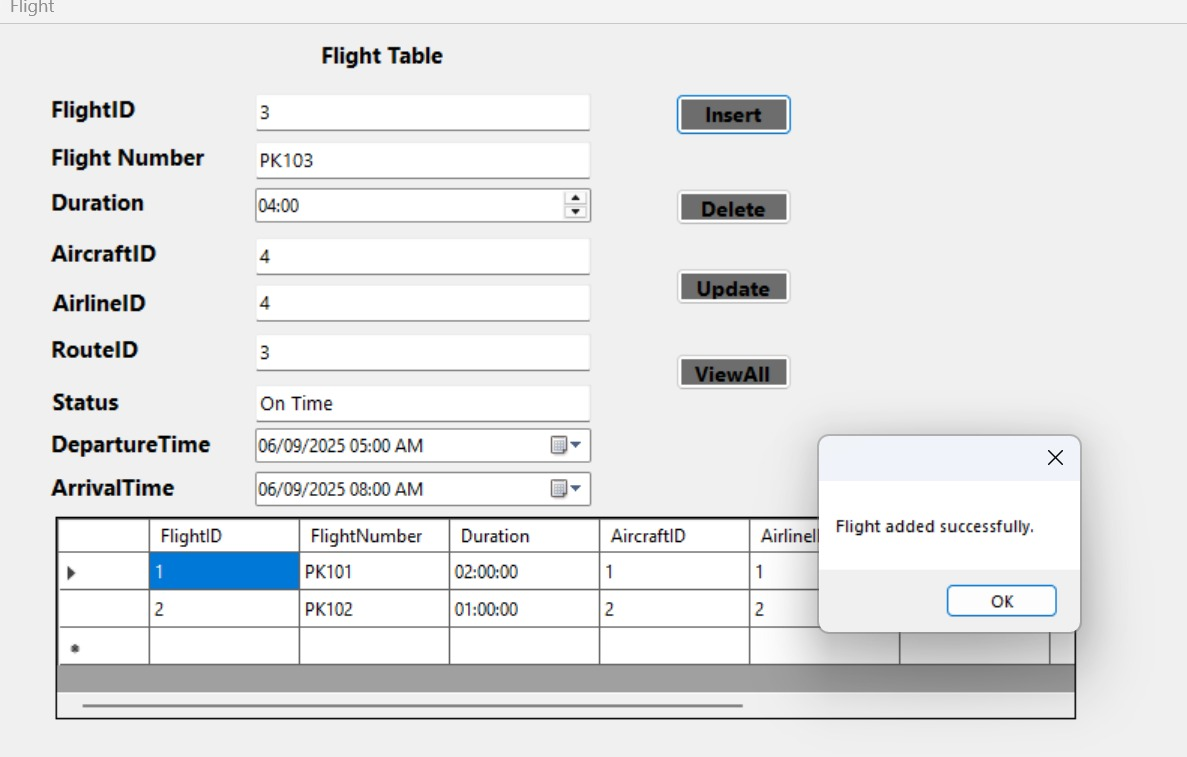 Flight
Flight Table
FlightID 3 Insert
Flight Number PK103
Duration 04:00 Delete
AircraftID 4
AirlineID 4 Update
RouteID 3
Status On Time ViewAll
DepartureTime 06/09/2025 05:00 AM
ArrivalTime 06/09/2025 08:00 AM
FlightID FlightNumber Duration AircraftID
1 PK101 02:00:00 1 1
2 PK102 01:00:00 2 2
Flight added successfully.
OK